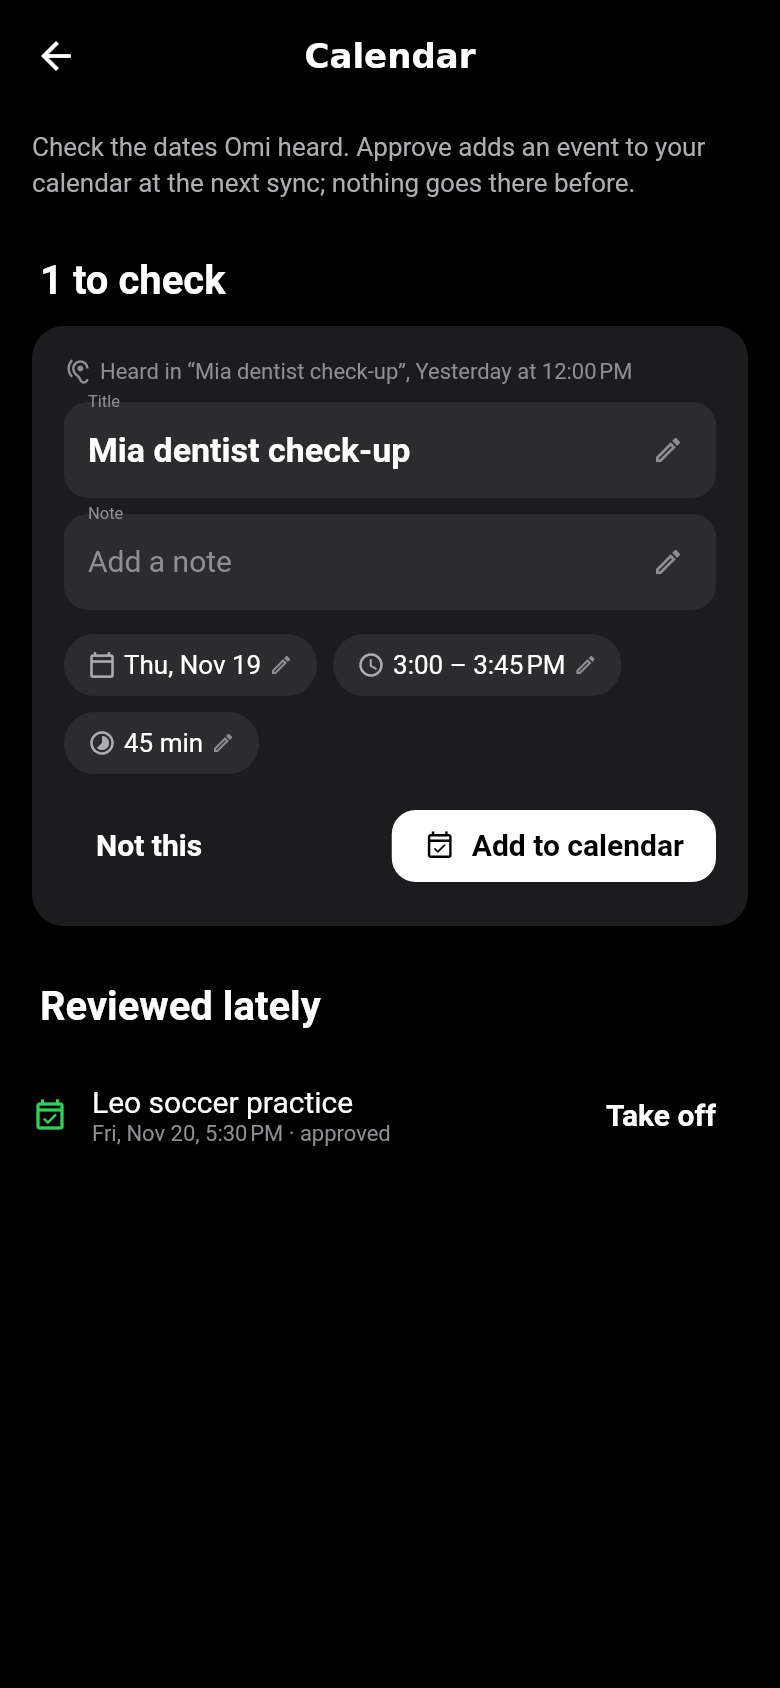 Calendar
Check the dates Omi heard. Approve adds an event to your
calendar at the next sync; nothing goes there before.
1 to check
Heard in “Mia dentist check-up”, Yesterday at 12:00 PM
Title
Mia dentist check-up
Note
Add a note
Thu, Nov 19
3:00 – 3:45 PM
45 min
Not this
Add to calendar
Reviewed lately
Leo soccer practice
Fri, Nov 20, 5:30 PM · approved
Take off